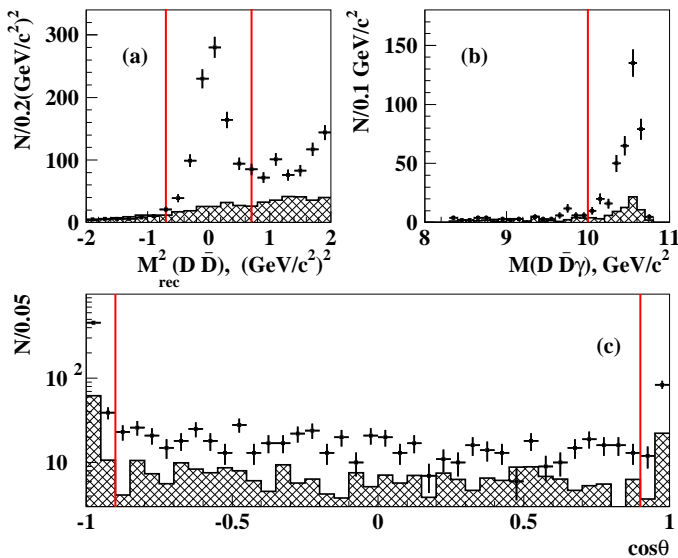 N/0.2(GeV/c²)²
300
200
100
0
(a)
-2 -1 0 1 2
M²rec(D D̄), (GeV/c²)²
N/0.1 GeV/c²
150
100
50
0
(b)
8 9 10 11
M(D D̄γ), GeV/c²
N/0.05
10²
10
(c)
-1 -0.5 0 0.5 1
cosθ